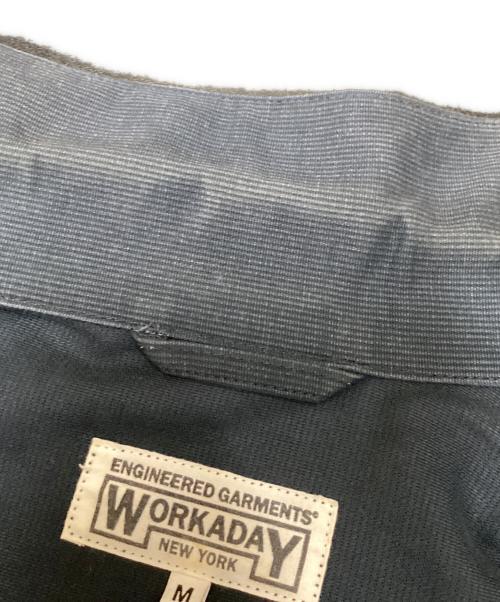 ENGINEERED GARMENTS®
WORKADAY
NEW YORK
M